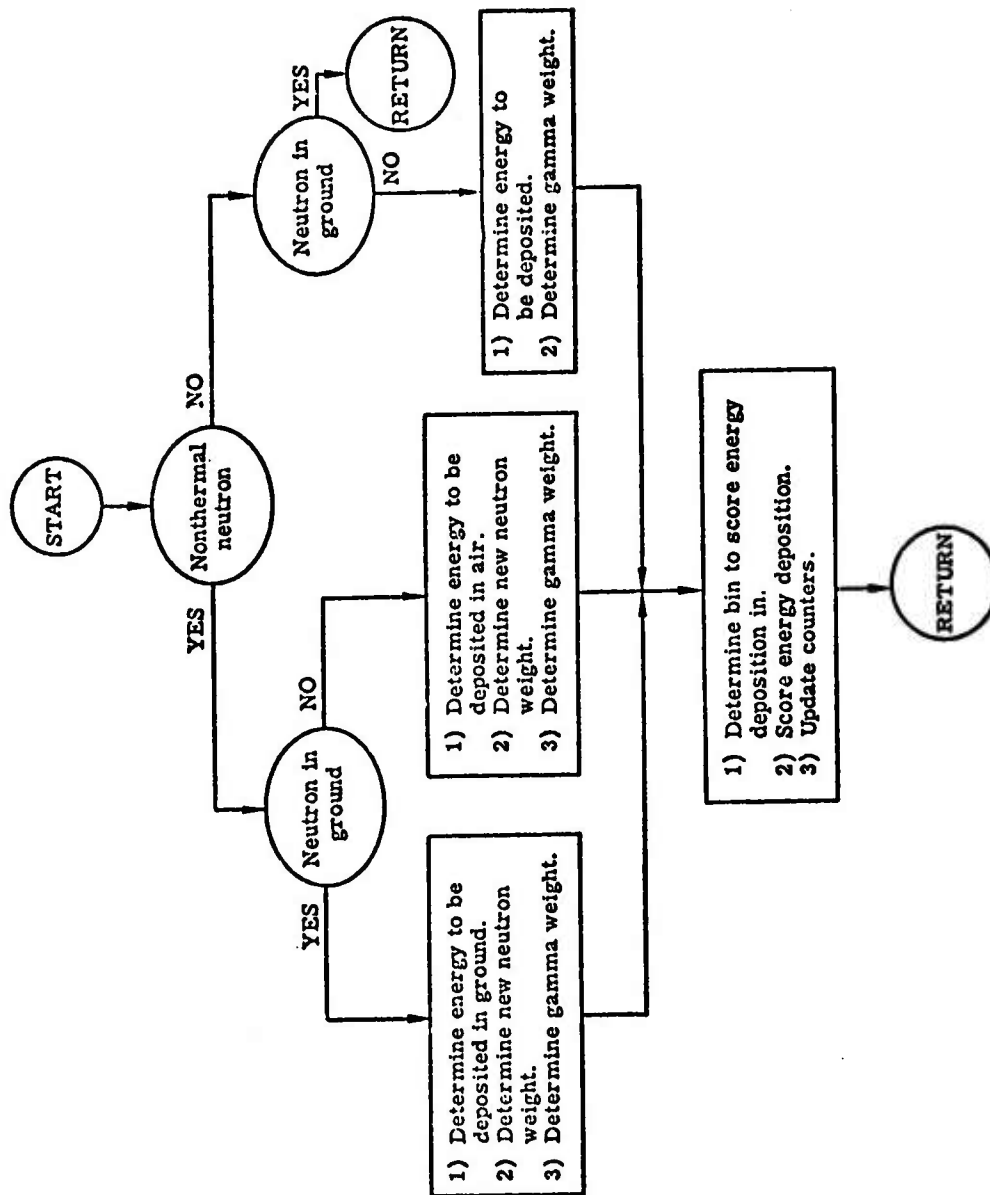 START
Nonthermal
neutron
YES
NO
Neutron in
ground
YES
NO
Neutron in
ground
YES
RETURN
NO
1) Determine energy to be
deposited in ground.
2) Determine new neutron
weight.
3) Determine gamma weight.
1) Determine energy to be
deposited in air.
2) Determine new neutron
weight.
3) Determine gamma weight.
1) Determine energy to
be deposited.
2) Determine gamma weight.
1) Determine bin to score energy
deposition in.
2) Score energy deposition.
3) Update counters.
RETURN